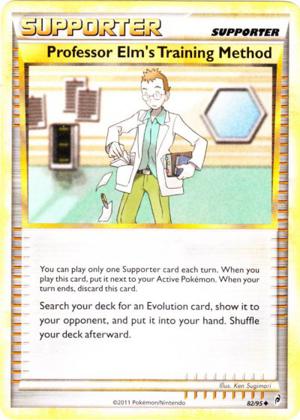 SUPPORTER
SUPPORTER
Professor Elm's Training Method
You can play only one Supporter card each turn. When you
play this card, put it next to your Active Pokémon. When your
turn ends, discard this card.
Search your deck for an Evolution card, show it to
your opponent, and put it into your hand. Shuffle
your deck afterward.
Illus. Ken Sugimori
©2011 Pokémon/Nintendo
82/95